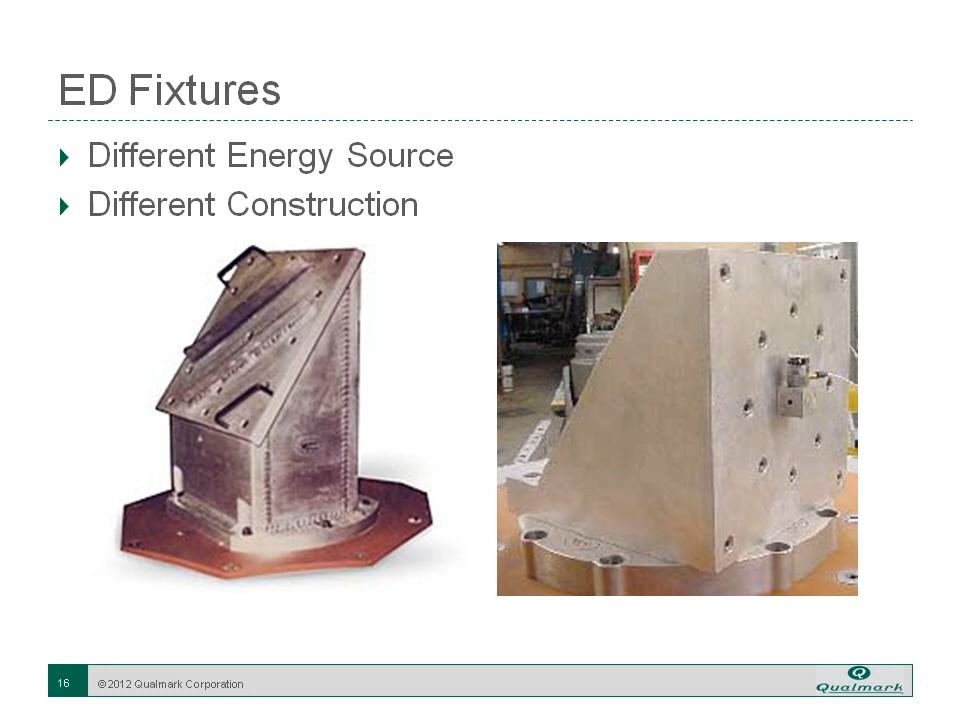 ED Fixtures
Different Energy Source
Different Construction
16
©2012 Qualmark Corporation
Qualmark